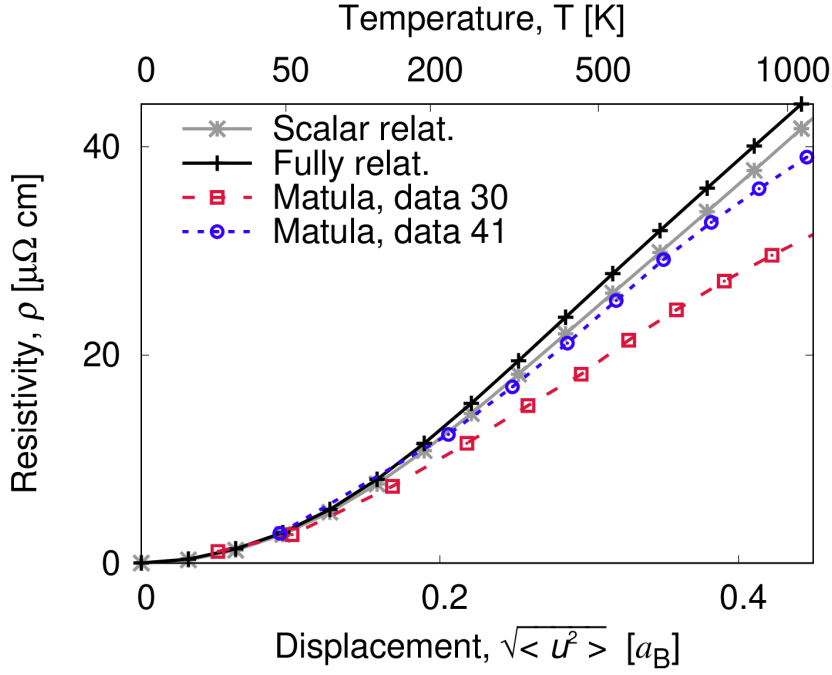 Temperature, T [K]
0 50 200 500 1000
Scalar relat.
Fully relat.
Matula, data 30
Matula, data 41
Resistivity, ρ [μΩ cm]
40
20
0
0 0.2 0.4
Displacement, √< u² > [a_B]